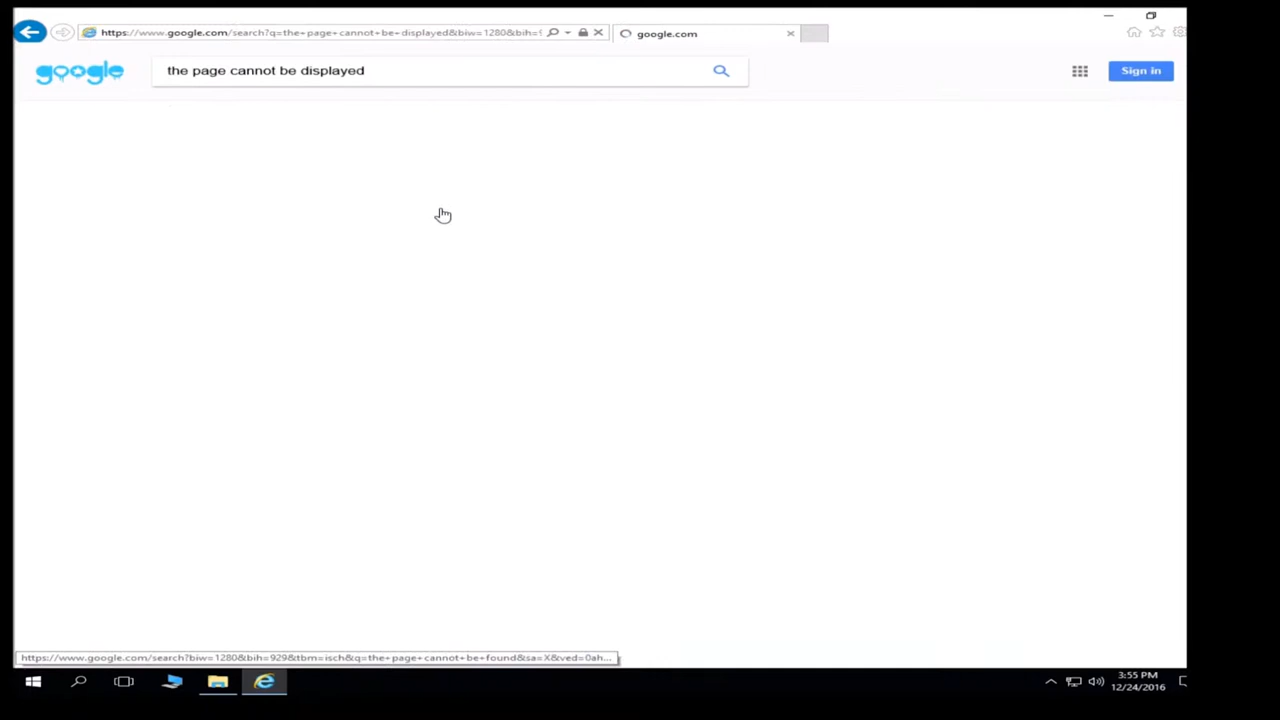 https://www.google.com/search?q=the+page+cannot+be+displayed&biw=1280&bih=
google.com
google
the page cannot be displayed
Sign in
https://www.google.com/search?biw=1280&bih=929&tbm=isch&q=the+page+cannot+be+found&sa=X&ved=0ah...
3:55 PM
12/24/2016